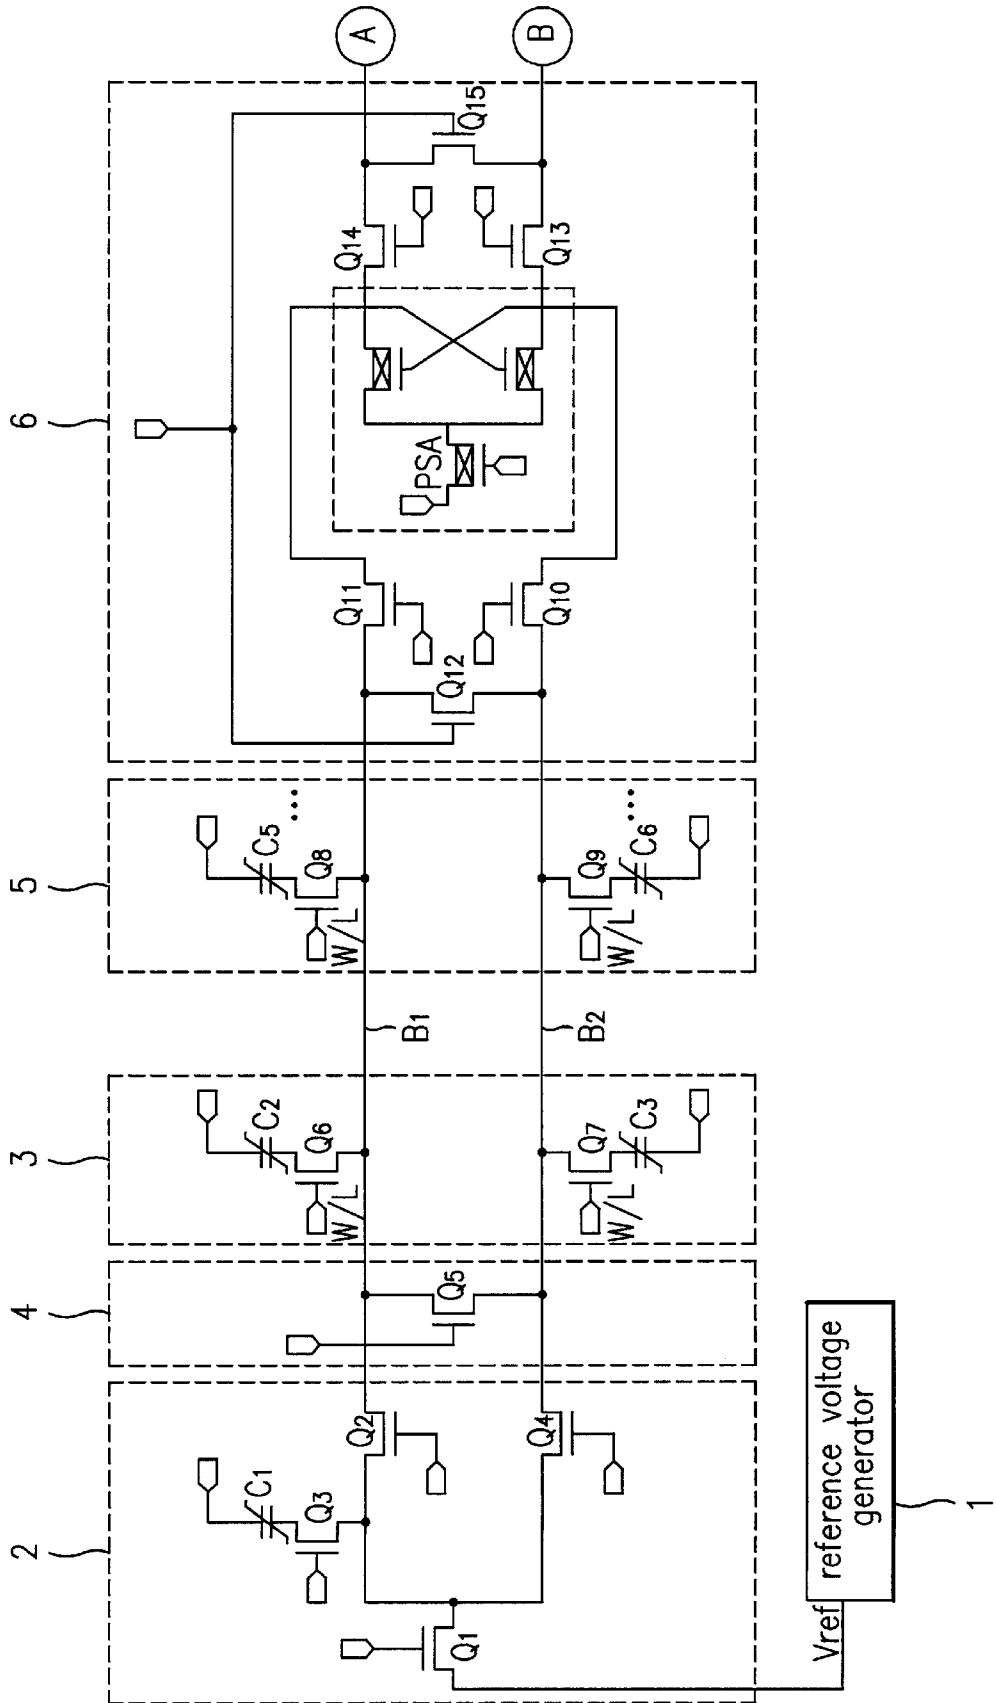 A
B
6
Q15
Q14
Q13
PSA
Q11
Q10
Q12
5
C5
Q8
W/L
Q9
C6
W/L
B1
B2
3
C2
Q6
W/L
Q7
C3
W/L
4
Q5
2
Q2
Q4
C1
Q3
Q1
Vref
reference voltage
generator
1